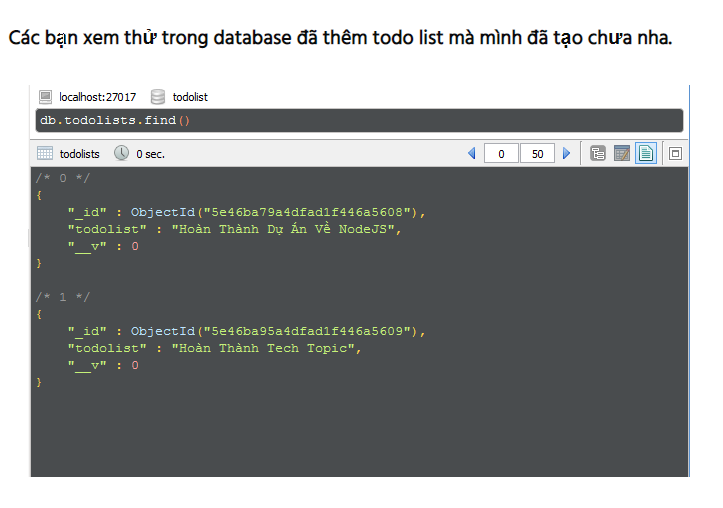 Các bạn xem thử trong database đã thêm todo list mà mình đã tạo chưa nha.
localhost:27017 todolist
db.todolists.find()
todolists 0 sec. 0 50
/* 0 */
{
"_id" : ObjectId("5e46ba79a4dfad1f446a5608"),
"todolist" : "Hoàn Thành Dự Án Về NodeJS",
"__v" : 0
}
/* 1 */
{
"_id" : ObjectId("5e46ba95a4dfad1f446a5609"),
"todolist" : "Hoàn Thành Tech Topic",
"__v" : 0
}